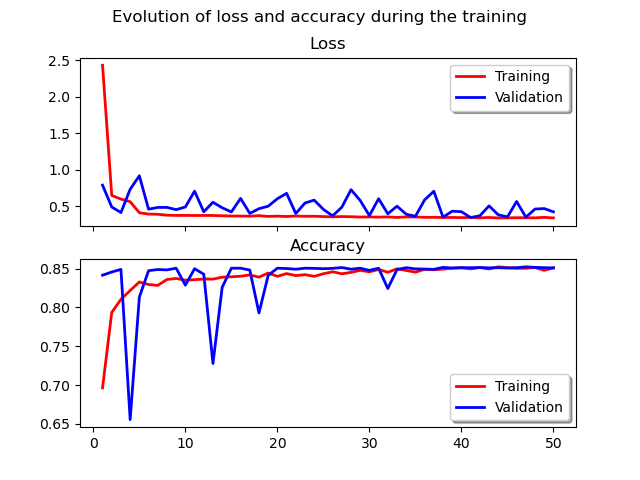 Evolution of loss and accuracy during the training
Loss
2.5
2.0
1.5
1.0
0.5
Training
Validation
Accuracy
0.85
0.80
0.75
0.70
0.65
Training
Validation
0
10
20
30
40
50